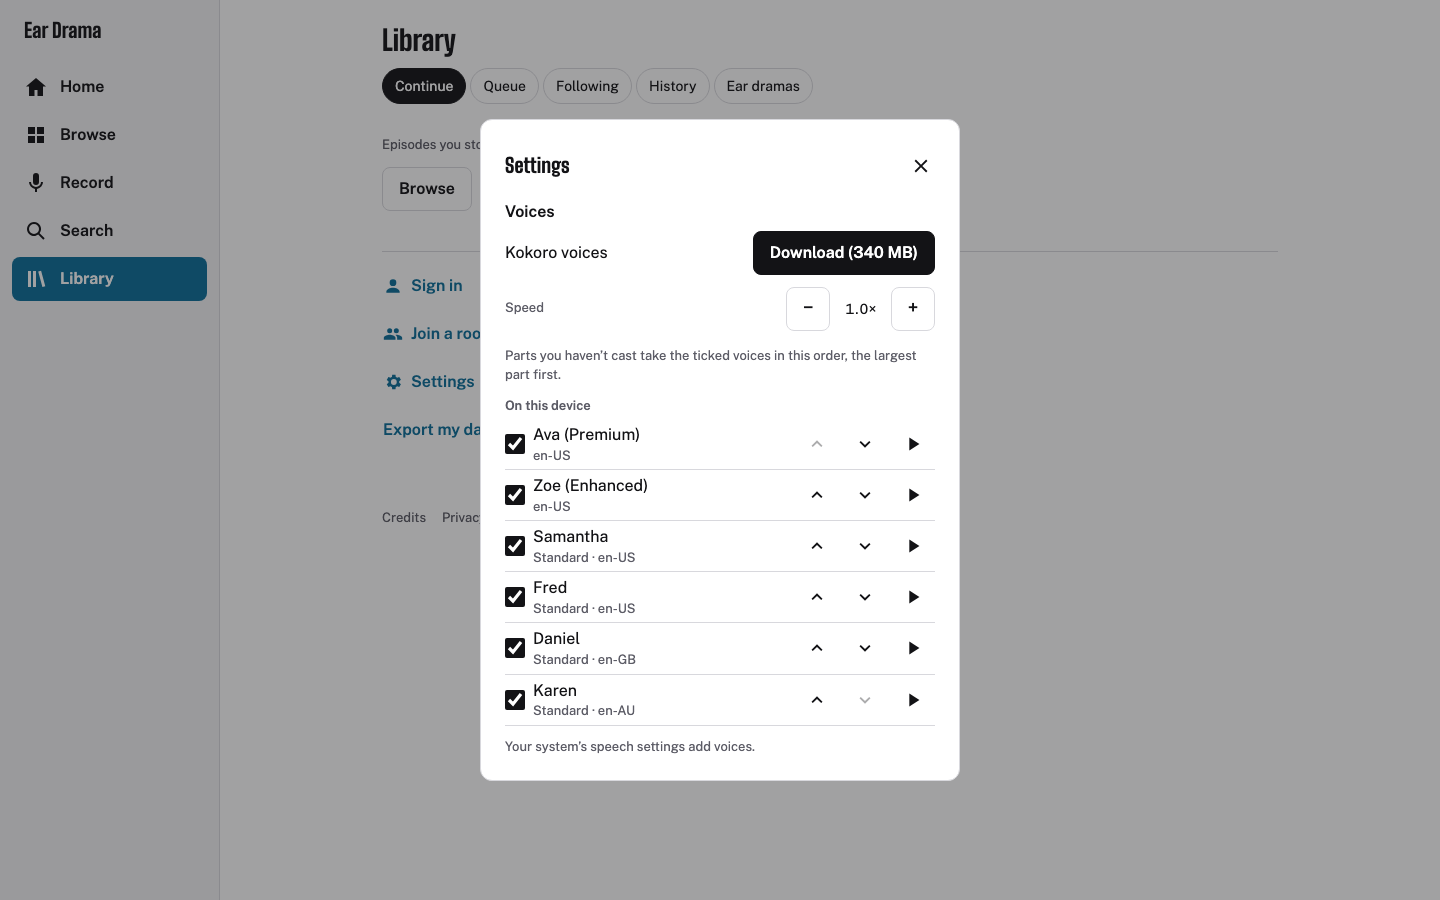 Ear Drama
Home
Browse
Record
Search
Library
Library
Continue
Queue
Following
History
Ear dramas
Episodes you sto
Browse
Sign in
Join a roo
Settings
Export my da
Credits
Privac
Settings
Voices
Kokoro voices
Download (340 MB)
Speed
−
1.0×
+
Parts you haven't cast take the ticked voices in this order, the largest
part first.
On this device
Ava (Premium)
en-US
Zoe (Enhanced)
en-US
Samantha
Standard · en-US
Fred
Standard · en-US
Daniel
Standard · en-GB
Karen
Standard · en-AU
Your system's speech settings add voices.